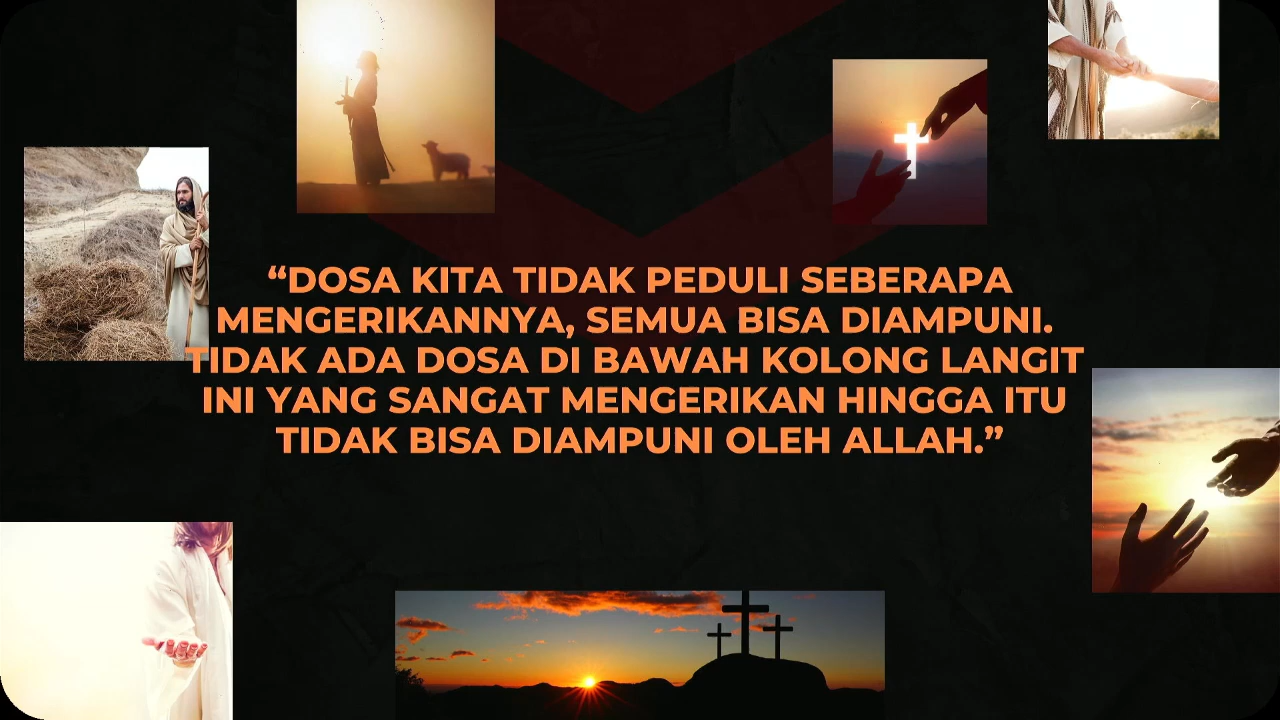 “DOSA KITA TIDAK PEDULI SEBERAPA
MENGERIKANNYA, SEMUA BISA DIAMPUNI.
TIDAK ADA DOSA DI BAWAH KOLONG LANGIT
INI YANG SANGAT MENGERIKAN HINGGA ITU
TIDAK BISA DIAMPUNI OLEH ALLAH.”